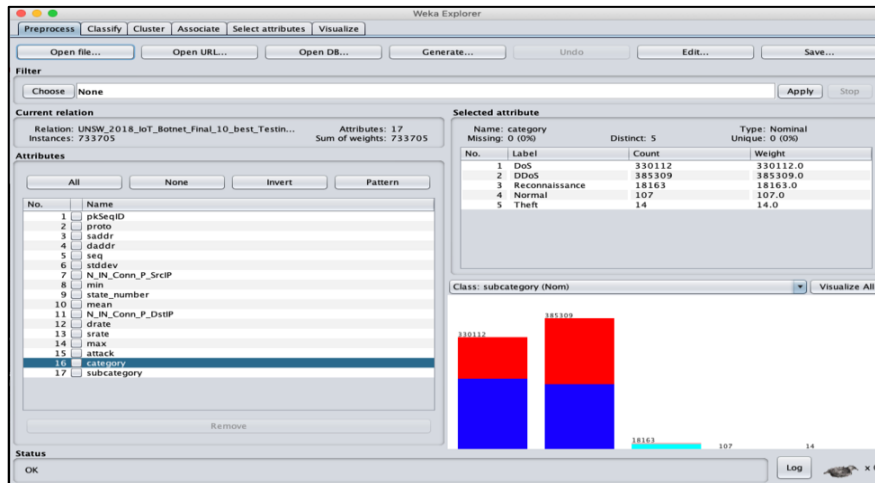 Weka Explorer
Preprocess Classify Cluster Associate Select attributes Visualize
Open file... Open URL... Open DB... Generate... Undo Edit... Save...
Filter
Choose None Apply Stop
Current relation
Relation: UNSW_2018_IoT_Botnet_Final_10_best_Testin... Attributes: 17
Instances: 733705 Sum of weights: 733705
Attributes
All None Invert Pattern
No. Name
1 pkSeqID
2 proto
3 saddr
4 daddr
5 seq
6 stddev
7 N_IN_Conn_P_SrcIP
8 min
9 state_number
10 mean
11 N_IN_Conn_P_DstIP
12 drate
13 srate
14 max
15 attack
16 category
17 subcategory
Remove
Selected attribute
Name: category Type: Nominal
Missing: 0 (0%) Distinct: 5 Unique: 0 (0%)
No. Label Count Weight
1 DoS 330112 330112.0
2 DDoS 385309 385309.0
3 Reconnaissance 18163 18163.0
4 Normal 107 107.0
5 Theft 14 14.0
Class: subcategory (Nom) Visualize All
385309
330112
18163
107
14
Status
OK Log x